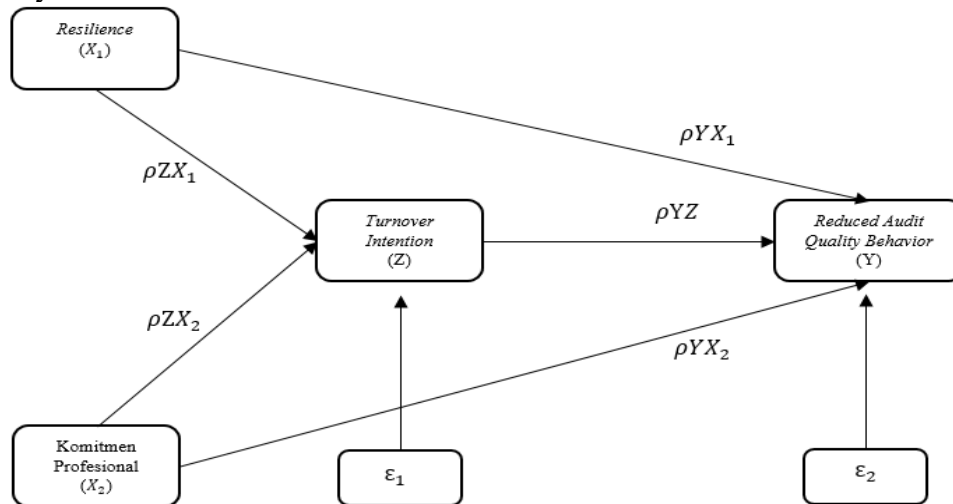 Resilience
(X₁)
ρYX₁
ρZX₁
Turnover
Intention
(Z)
ρYZ
Reduced Audit
Quality Behavior
(Y)
ρZX₂
ρYX₂
Komitmen
Profesional
(X₂)
ε₁
ε₂